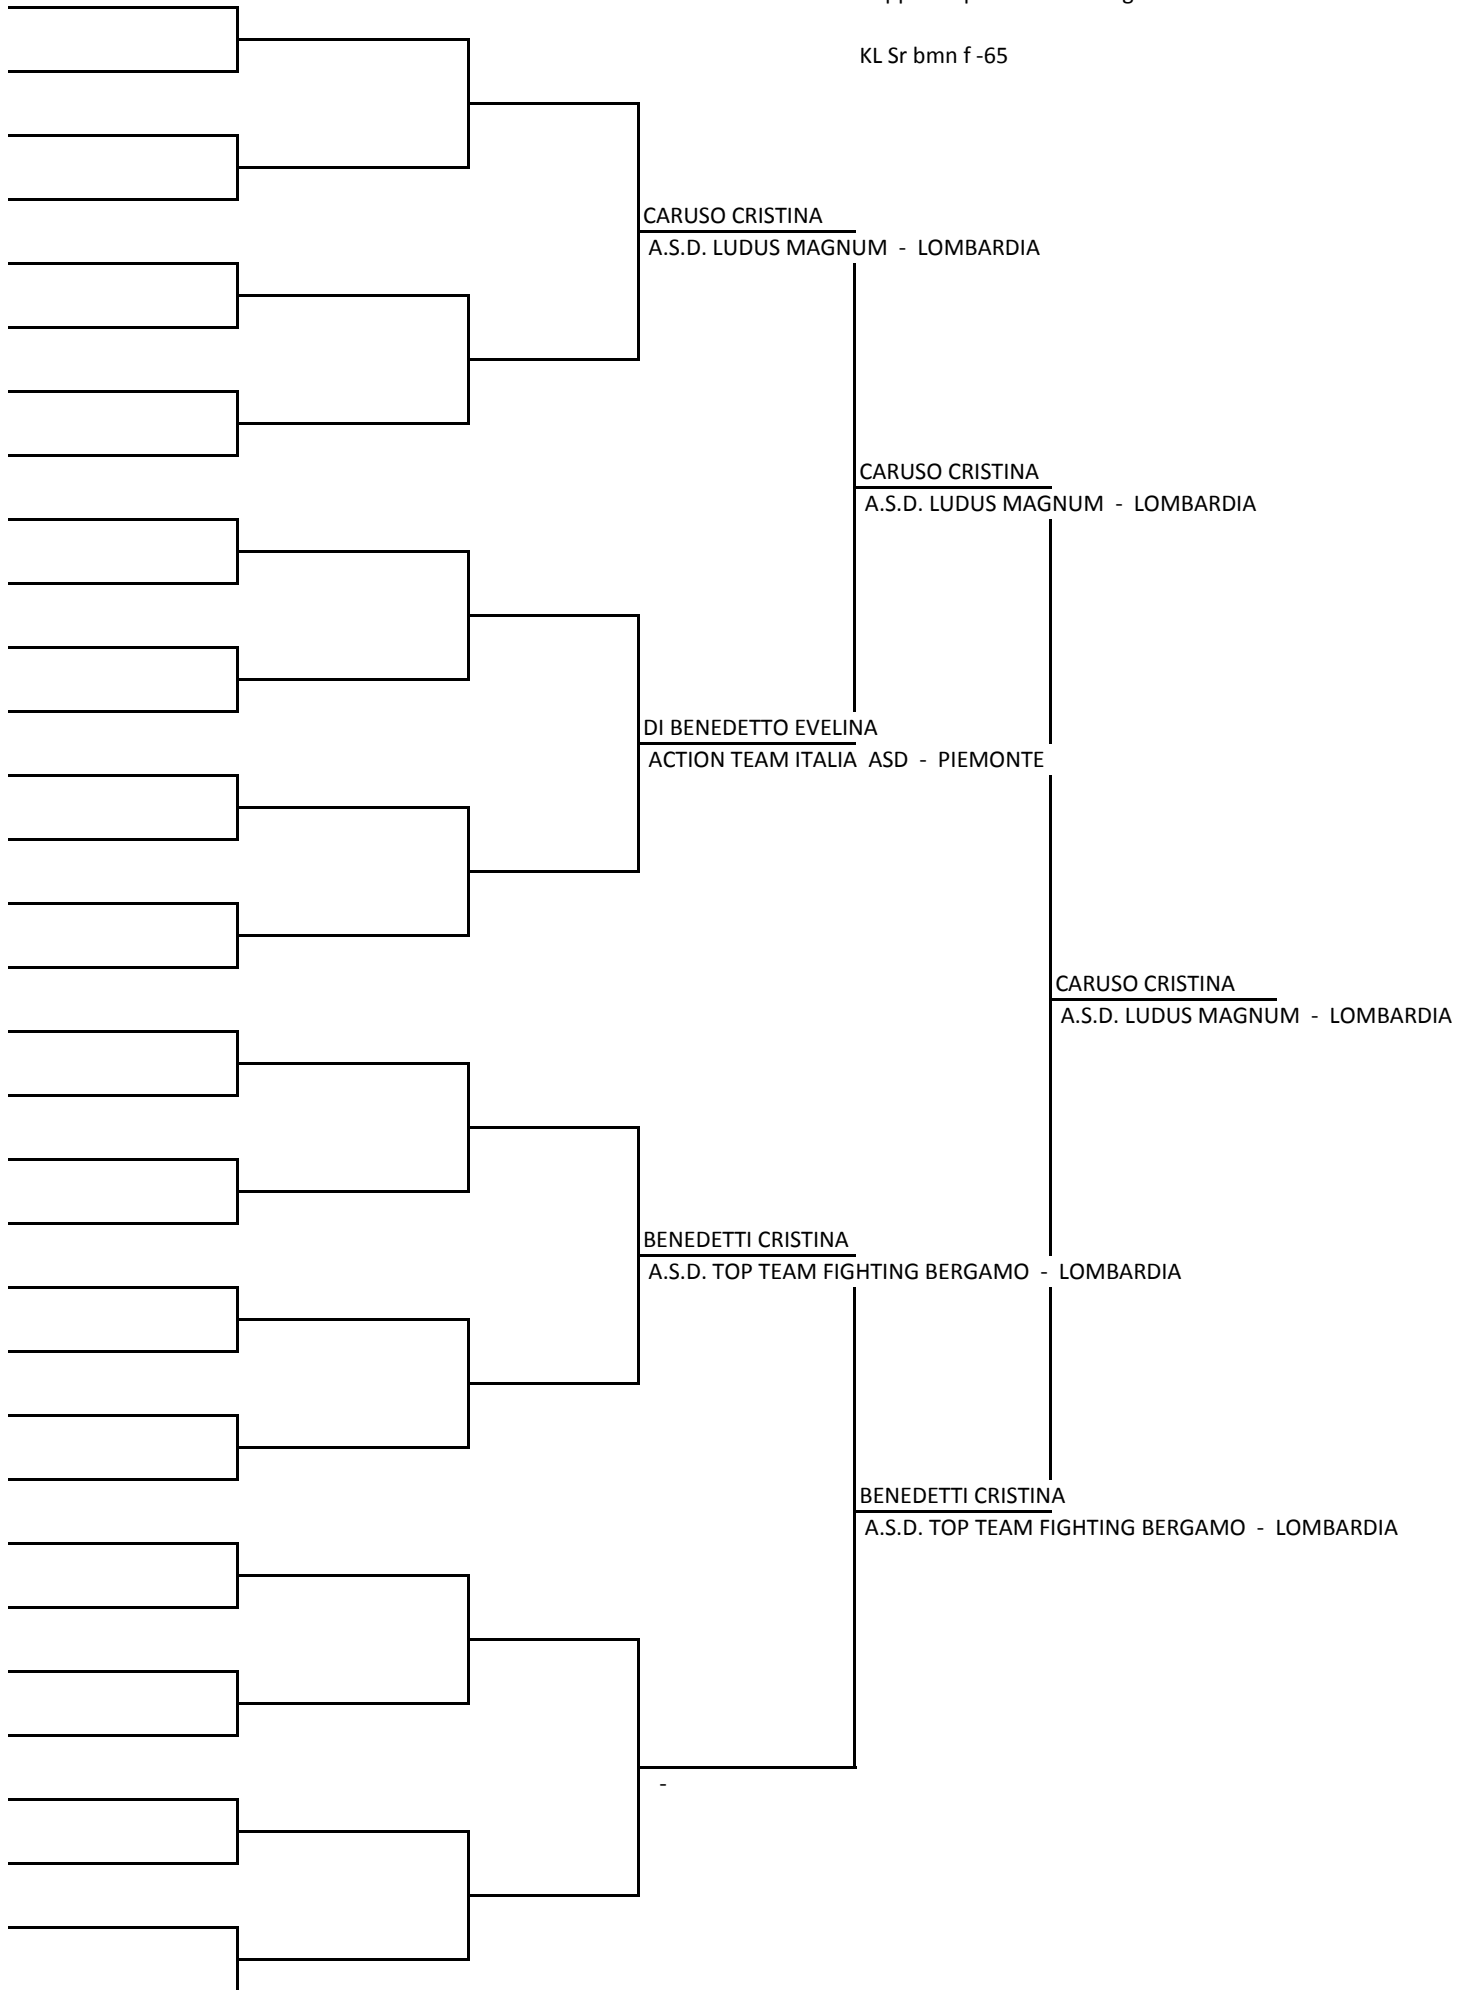 KL Sr bmn f -65
CARUSO CRISTINA
A.S.D. LUDUS MAGNUM - LOMBARDIA
CARUSO CRISTINA
A.S.D. LUDUS MAGNUM - LOMBARDIA
DI BENEDETTO EVELINA
ACTION TEAM ITALIA ASD - PIEMONTE
CARUSO CRISTINA
A.S.D. LUDUS MAGNUM - LOMBARDIA
BENEDETTI CRISTINA
A.S.D. TOP TEAM FIGHTING BERGAMO - LOMBARDIA
BENEDETTI CRISTINA
A.S.D. TOP TEAM FIGHTING BERGAMO - LOMBARDIA
-